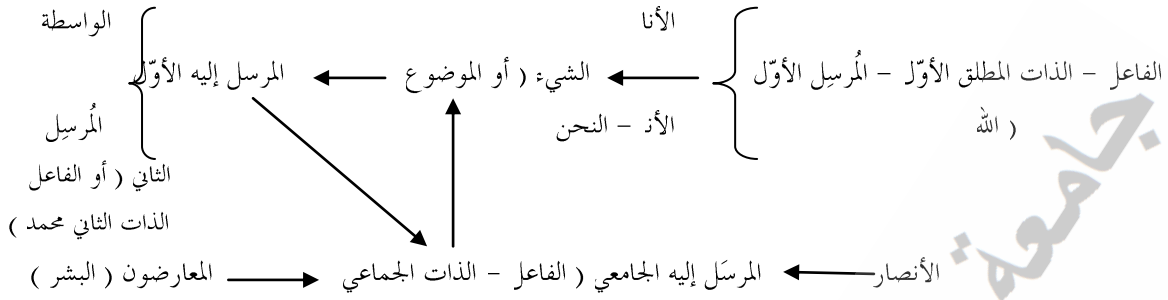 الأنا
الواسطة
الفاعل – الذات المطلق الأوّل – المُرسِل الأوّل
الشيء ( أو الموضوع
المرسل إليه الأوّل
( الله
الأنـ – النحن
المُرسِل
الثاني ( أو الفاعل
الذات الثاني محمد )
الأنصار
المرسَل إليه الجامعي ( الفاعل – الذات الجماعي
المعارضون ( البشر )
جامعة